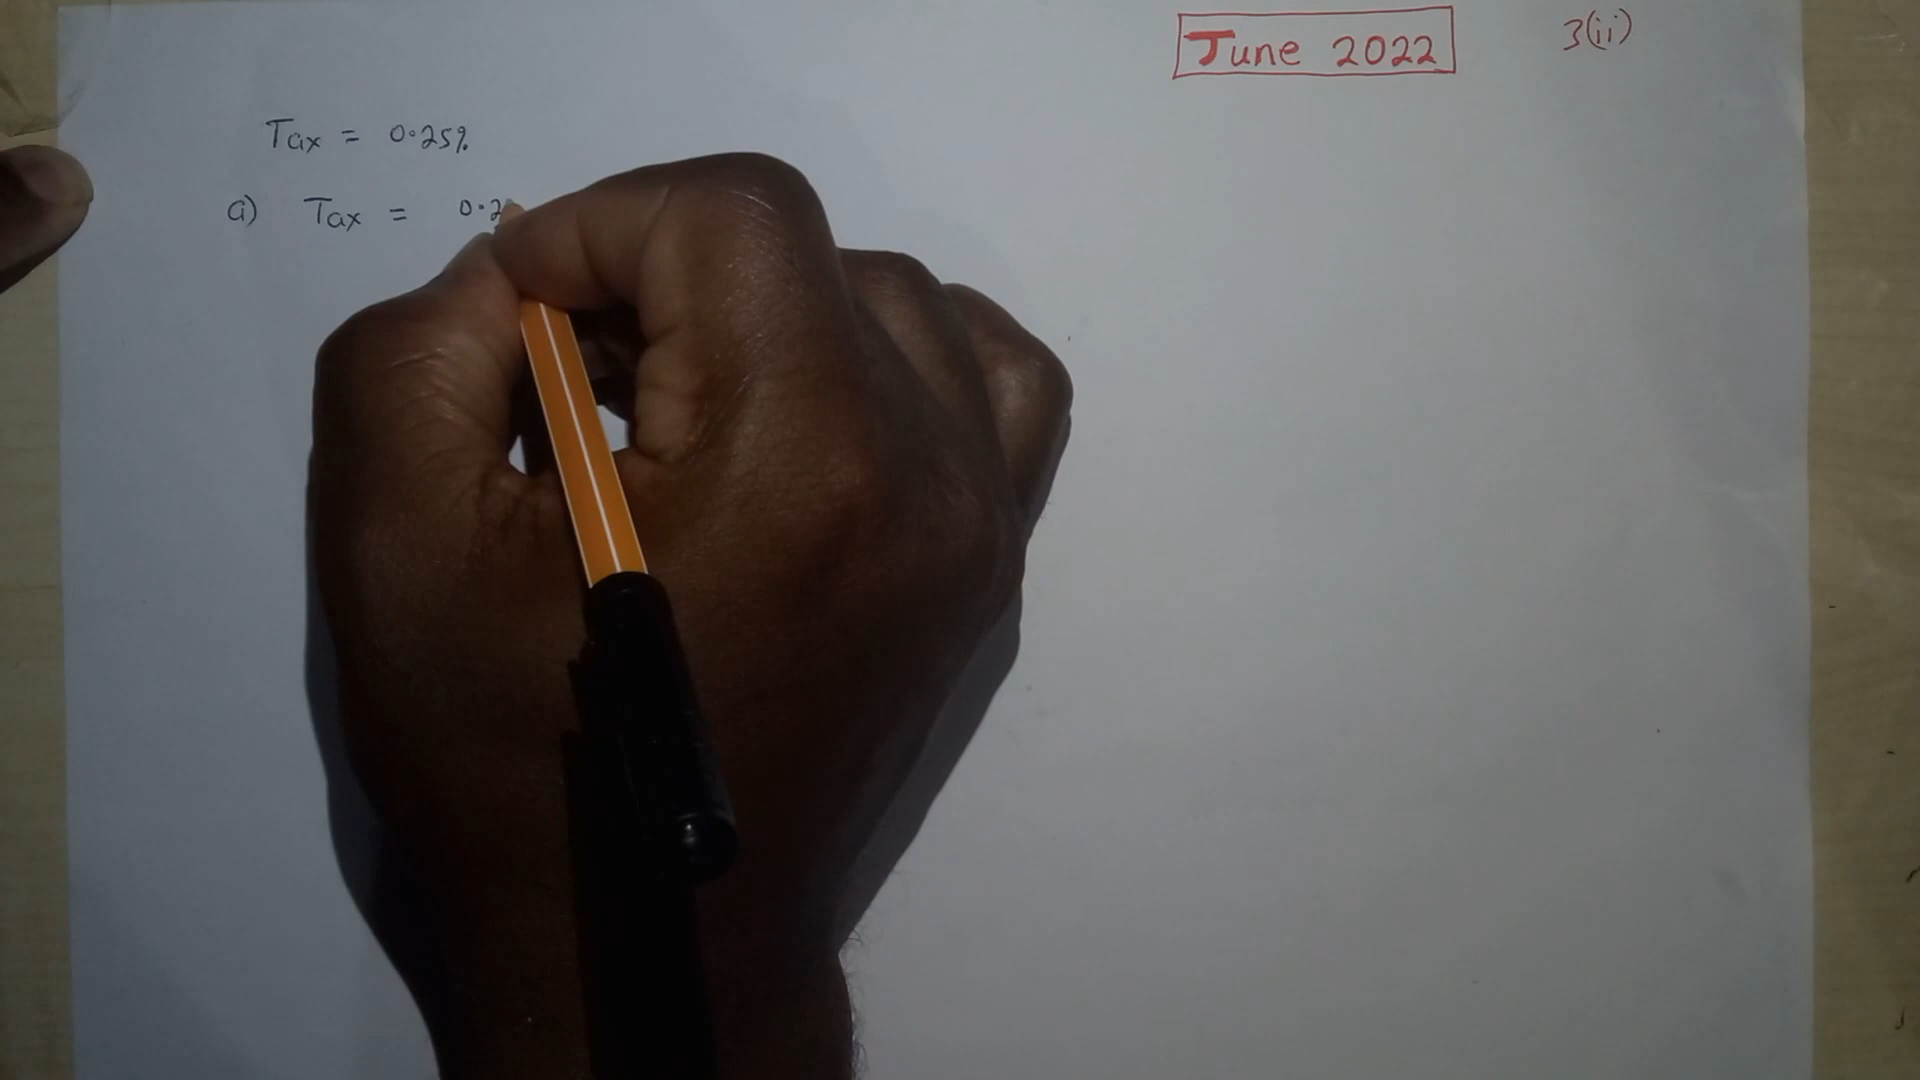 June 2022
3(ii)
Tax = 0.25%
a) Tax = 0.2